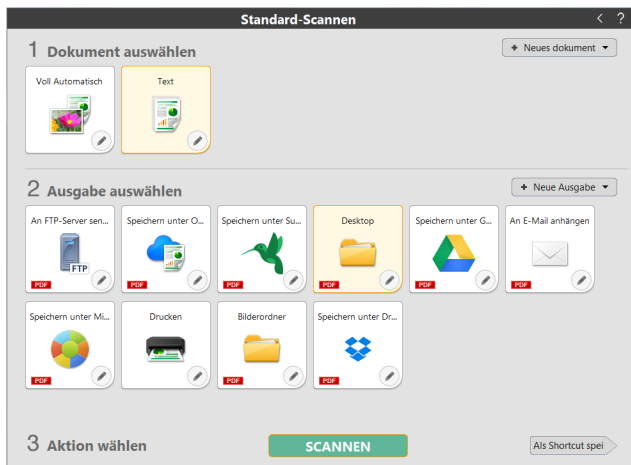 Standard-Scannen < ?
1 Dokument auswählen
+ Neues dokument
Voll Automatisch
Text
2 Ausgabe auswählen
+ Neue Ausgabe
An FTP-Server sen...
Speichern unter O...
Speichern unter Su...
Desktop
Speichern unter G...
An E-Mail anhängen
FTP
PDF
PDF
PDF
PDF
PDF
PDF
Speichern unter Mi...
Drucken
Bilderordner
Speichern unter Dr...
PDF
PDF
PDF
3 Aktion wählen
SCANNEN
Als Shortcut spei